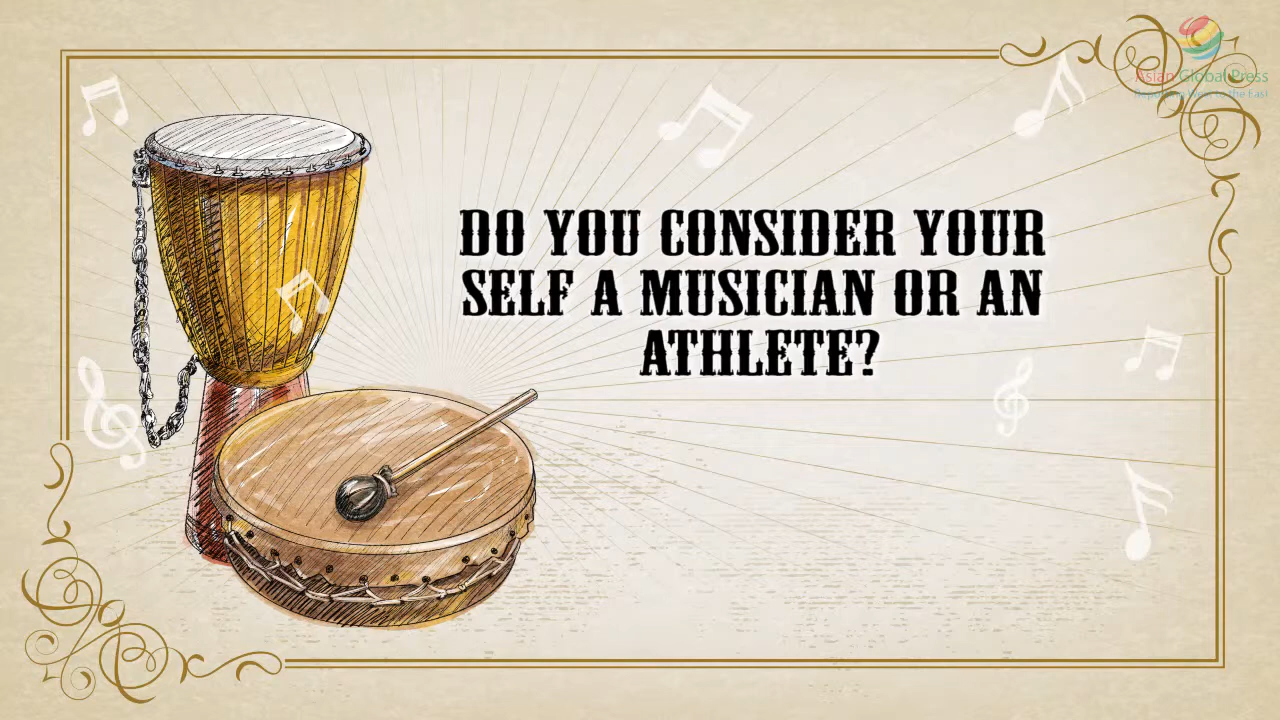 Asian Global Press
DO YOU CONSIDER YOUR
SELF A MUSICIAN OR AN
ATHLETE?